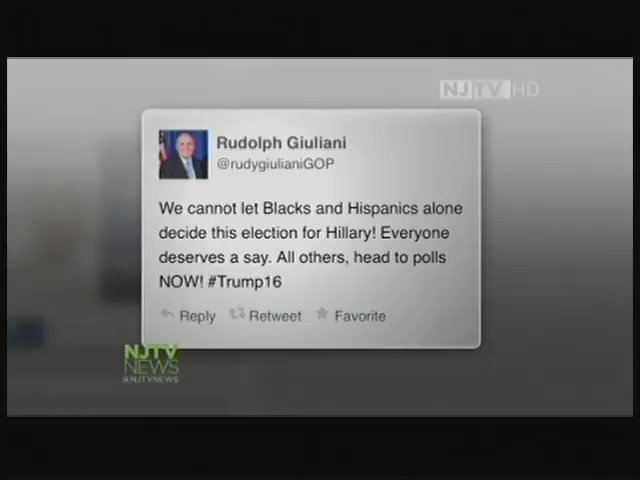 NJTV HD
Rudolph Giuliani
@rudygiulianiGOP
We cannot let Blacks and Hispanics alone
decide this election for Hillary! Everyone
deserves a say. All others, head to polls
NOW! #Trump16
Reply Retweet Favorite
NJTV
NEWS
#NJTVNEWS